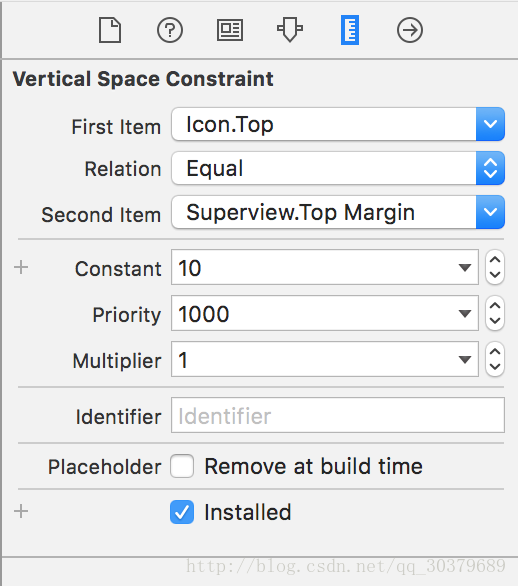 Vertical Space Constraint
First Item Icon.Top
Relation Equal
Second Item Superview.Top Margin
Constant 10
Priority 1000
Multiplier 1
Identifier Identifier
Placeholder Remove at build time
Installed
http://blog.csdn.net/qq_30379689